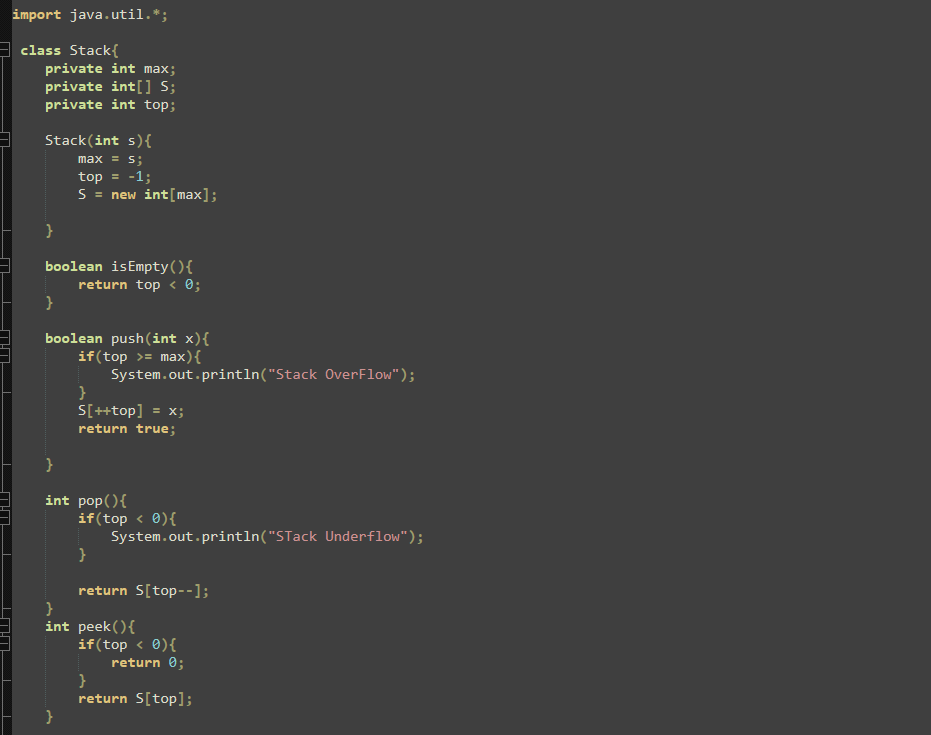 import java.util.*;
class Stack{
private int max;
private int[] S;
private int top;
Stack(int s){
max = s;
top = -1;
S = new int[max];
}
boolean isEmpty(){
return top < 0;
}
boolean push(int x){
if(top >= max){
System.out.println("Stack OverFlow");
}
S[++top] = x;
return true;
}
int pop(){
if(top < 0){
System.out.println("STack Underflow");
}
return S[top--];
}
int peek(){
if(top < 0){
return 0;
}
return S[top];
}